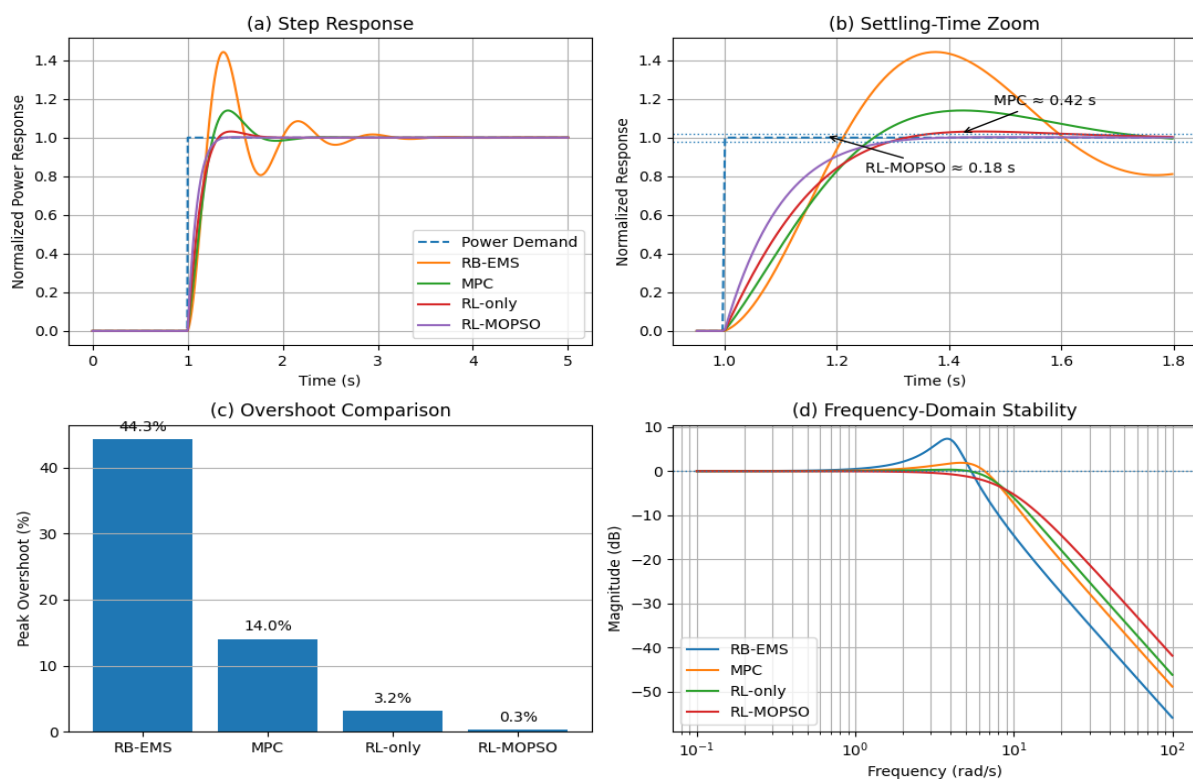 (a) Step Response
Normalized Power Response
1.4
1.2
1.0
0.8
0.6
0.4
0.2
0.0
Power Demand
RB-EMS
MPC
RL-only
RL-MOPSO
0 1 2 3 4 5
Time (s)
(b) Settling-Time Zoom
Normalized Response
1.4
1.2
1.0
0.8
0.6
0.4
0.2
0.0
MPC ≈ 0.42 s
RL-MOPSO ≈ 0.18 s
1.0 1.2 1.4 1.6 1.8
Time (s)
(c) Overshoot Comparison
Peak Overshoot (%)
40
30
20
10
0
44.3%
14.0%
3.2%
0.3%
RB-EMS MPC RL-only RL-MOPSO
(d) Frequency-Domain Stability
Magnitude (dB)
10
0
−10
−20
−30
−40
−50
RB-EMS
MPC
RL-only
RL-MOPSO
10⁻¹ 10⁰ 10¹ 10²
Frequency (rad/s)